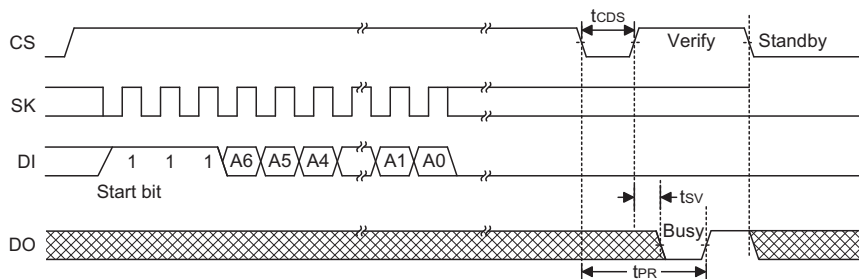 tCDS
CS Verify Standby
SK
DI 1 1 1 A6 A5 A4 A1 A0
Start bit
tSV
DO Busy
tPR